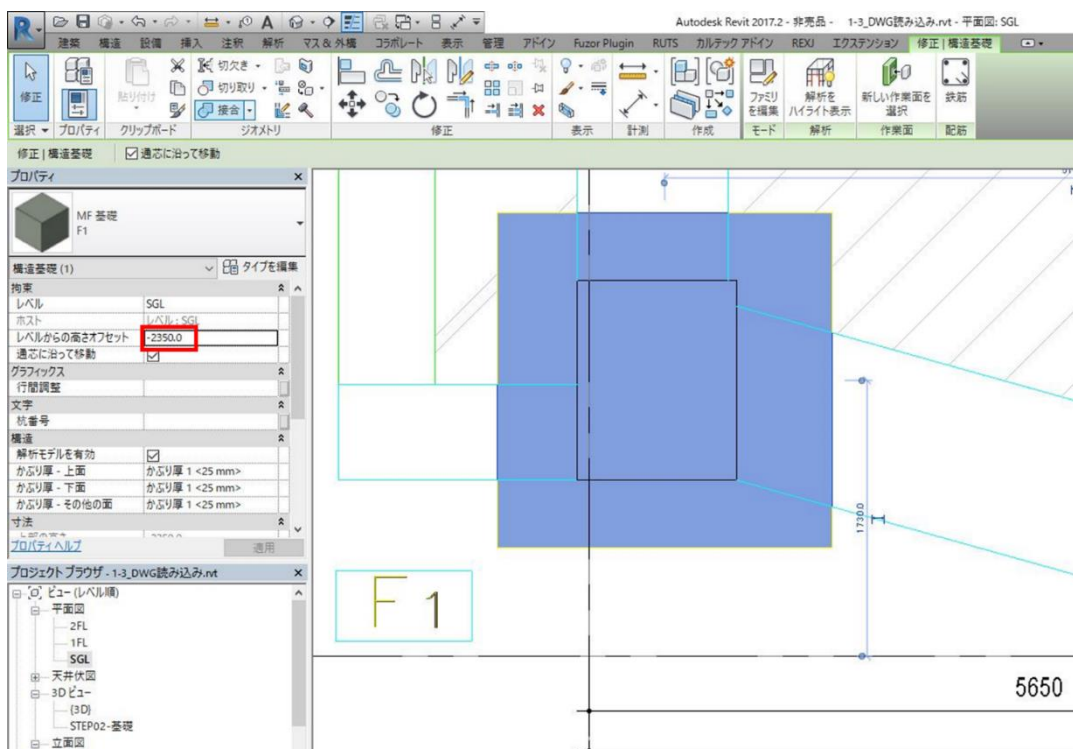 Autodesk Revit 2017.2 - 非売品 - 1-3_DWG読み込み.rvt - 平面図: SGL
建築 構造 設備 挿入 注釈 解析 マス & 外構 コラボレート 表示 管理 アドイン Fuzor Plugin RUTS カルテック アドイン REXJ エクステンション 修正 | 構造基礎
修正
貼り付け
切欠き
切り取り
接合
ファミリを編集
解析をハイライト表示
新しい作業面を選択
鉄筋
選択 プロパティ クリップボード ジオメトリ 修正 表示 計測 作成 モード 解析 作業面 配筋
修正 | 構造基礎 通芯に沿って移動
プロパティ
MF 基礎
F1
構造基礎 (1) タイプを編集
拘束
レベル SGL
ホスト レベル : SGL
レベルからの高さオフセット -2350.0
通芯に沿って移動
グラフィックス
行間調整
文字
杭番号
構造
解析モデルを有効
かぶり厚 - 上面 かぶり厚 1 <25 mm>
かぶり厚 - 下面 かぶり厚 1 <25 mm>
かぶり厚 - その他の面 かぶり厚 1 <25 mm>
寸法
プロパティ ヘルプ 適用
プロジェクト ブラウザ - 1-3_DWG読み込み.rvt
ビュー (レベル順)
平面図
2FL
1FL
SGL
天井伏図
3D ビュー
{3D}
STEP02-基礎
立面図
1730.0
F1
5650